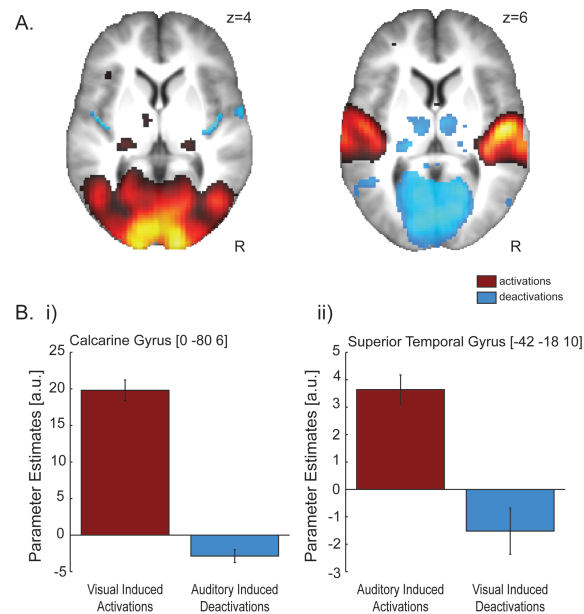 A.
z=4
z=6
R
R
activations
deactivations
B. i)
ii)
Calcarine Gyrus [0 -80 6]
Superior Temporal Gyrus [-42 -18 10]
Parameter Estimates [a.u.]
25
20
15
10
5
0
-5
Visual Induced
Activations
Auditory Induced
Deactivations
Parameter Estimates [a.u.]
5
4
3
2
1
0
-1
-2
-3
Auditory Induced
Activations
Visual Induced
Deactivations